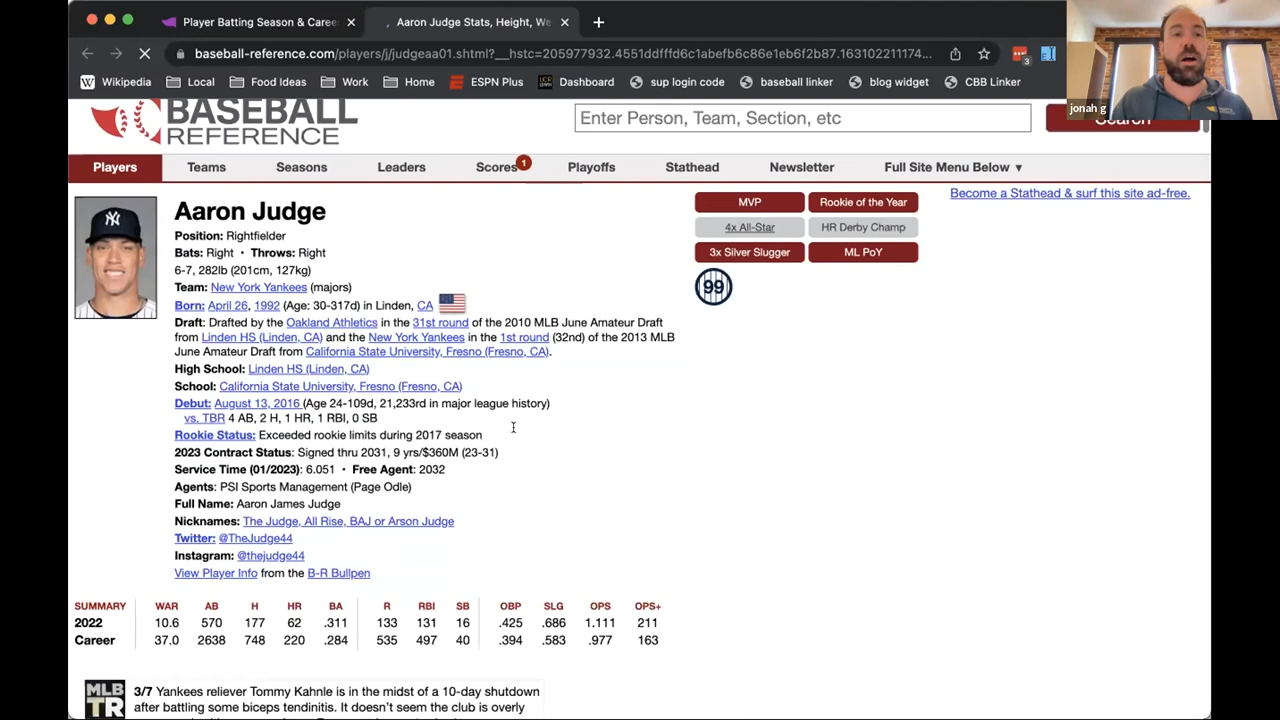 Player Batting Season & Caree
Aaron Judge Stats, Height, We
baseball-reference.com/players/j/judgeaa01.shtml?__hstc=205977932.4551ddfffd6c1abefb6c86e1eb6f2b87.163102211174...
3
Wikipedia Local Food Ideas Work Home ESPN Plus Dashboard sup login code baseball linker blog widget CBB Linker
jonah g
BASEBALL
REFERENCE
Enter Person, Team, Section, etc
Search
Players Teams Seasons Leaders Scores 1 Playoffs Stathead Newsletter Full Site Menu Below ▼
Become a Stathead & surf this site ad-free.
Aaron Judge
Position: Rightfielder
Bats: Right • Throws: Right
6-7, 282lb (201cm, 127kg)
Team: New York Yankees (majors)
Born: April 26, 1992 (Age: 30-317d) in Linden, CA
Draft: Drafted by the Oakland Athletics in the 31st round of the 2010 MLB June Amateur Draft
from Linden HS (Linden, CA) and the New York Yankees in the 1st round (32nd) of the 2013 MLB
June Amateur Draft from California State University, Fresno (Fresno, CA).
High School: Linden HS (Linden, CA)
School: California State University, Fresno (Fresno, CA)
Debut: August 13, 2016 (Age 24-109d, 21,233rd in major league history)
vs. TBR 4 AB, 2 H, 1 HR, 1 RBI, 0 SB
Rookie Status: Exceeded rookie limits during 2017 season
2023 Contract Status: Signed thru 2031, 9 yrs/$360M (23-31)
Service Time (01/2023): 6.051 • Free Agent: 2032
Agents: PSI Sports Management (Page Odle)
Full Name: Aaron James Judge
Nicknames: The Judge, All Rise, BAJ or Arson Judge
Twitter: @TheJudge44
Instagram: @thejudge44
View Player Info from the B-R Bullpen
MVP Rookie of the Year
4x All-Star HR Derby Champ
3x Silver Slugger ML PoY
99
SUMMARY WAR AB H HR BA R RBI SB OBP SLG OPS OPS+
2022 10.6 570 177 62 .311 133 131 16 .425 .686 1.111 211
Career 37.0 2638 748 220 .284 535 497 40 .394 .583 .977 163
MLB
TR
3/7 Yankees reliever Tommy Kahnle is in the midst of a 10-day shutdown
after battling some biceps tendinitis. It doesn't seem the club is overly